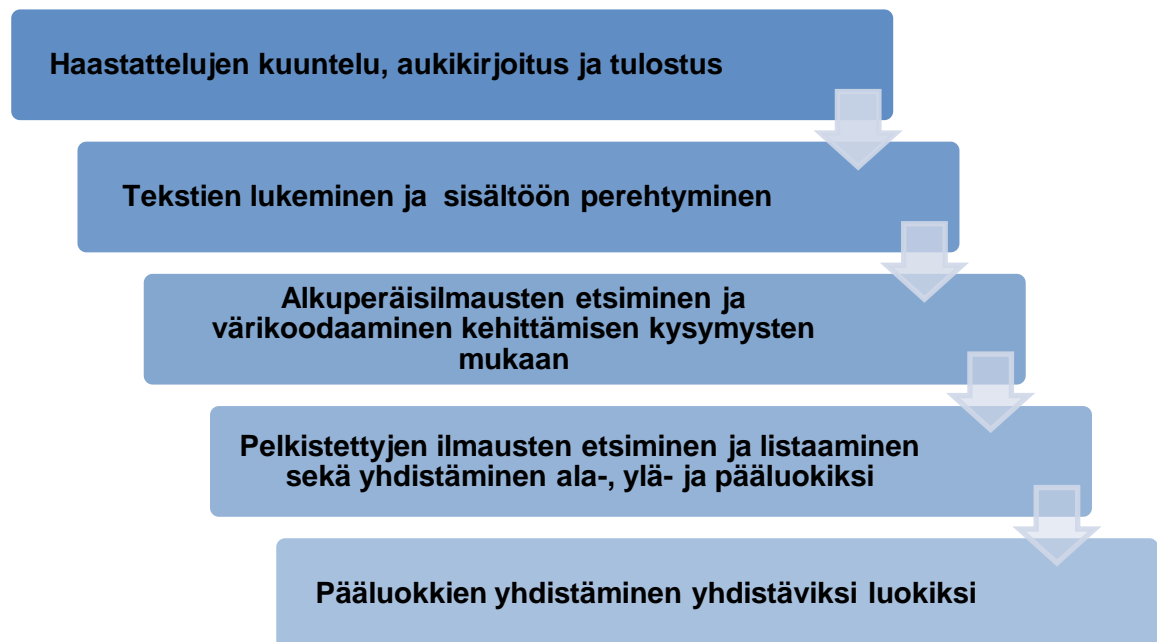 Haastattelujen kuuntelu, aukikirjoitus ja tulostus
Tekstien lukeminen ja sisältöön perehtyminen
Alkuperäisilmausten etsiminen ja
värikoodaaminen kehittämisen kysymysten
mukaan
Pelkistettyjen ilmausten etsiminen ja listaaminen
sekä yhdistäminen ala-, ylä- ja pääluokiksi
Pääluokkien yhdistäminen yhdistäviksi luokiksi